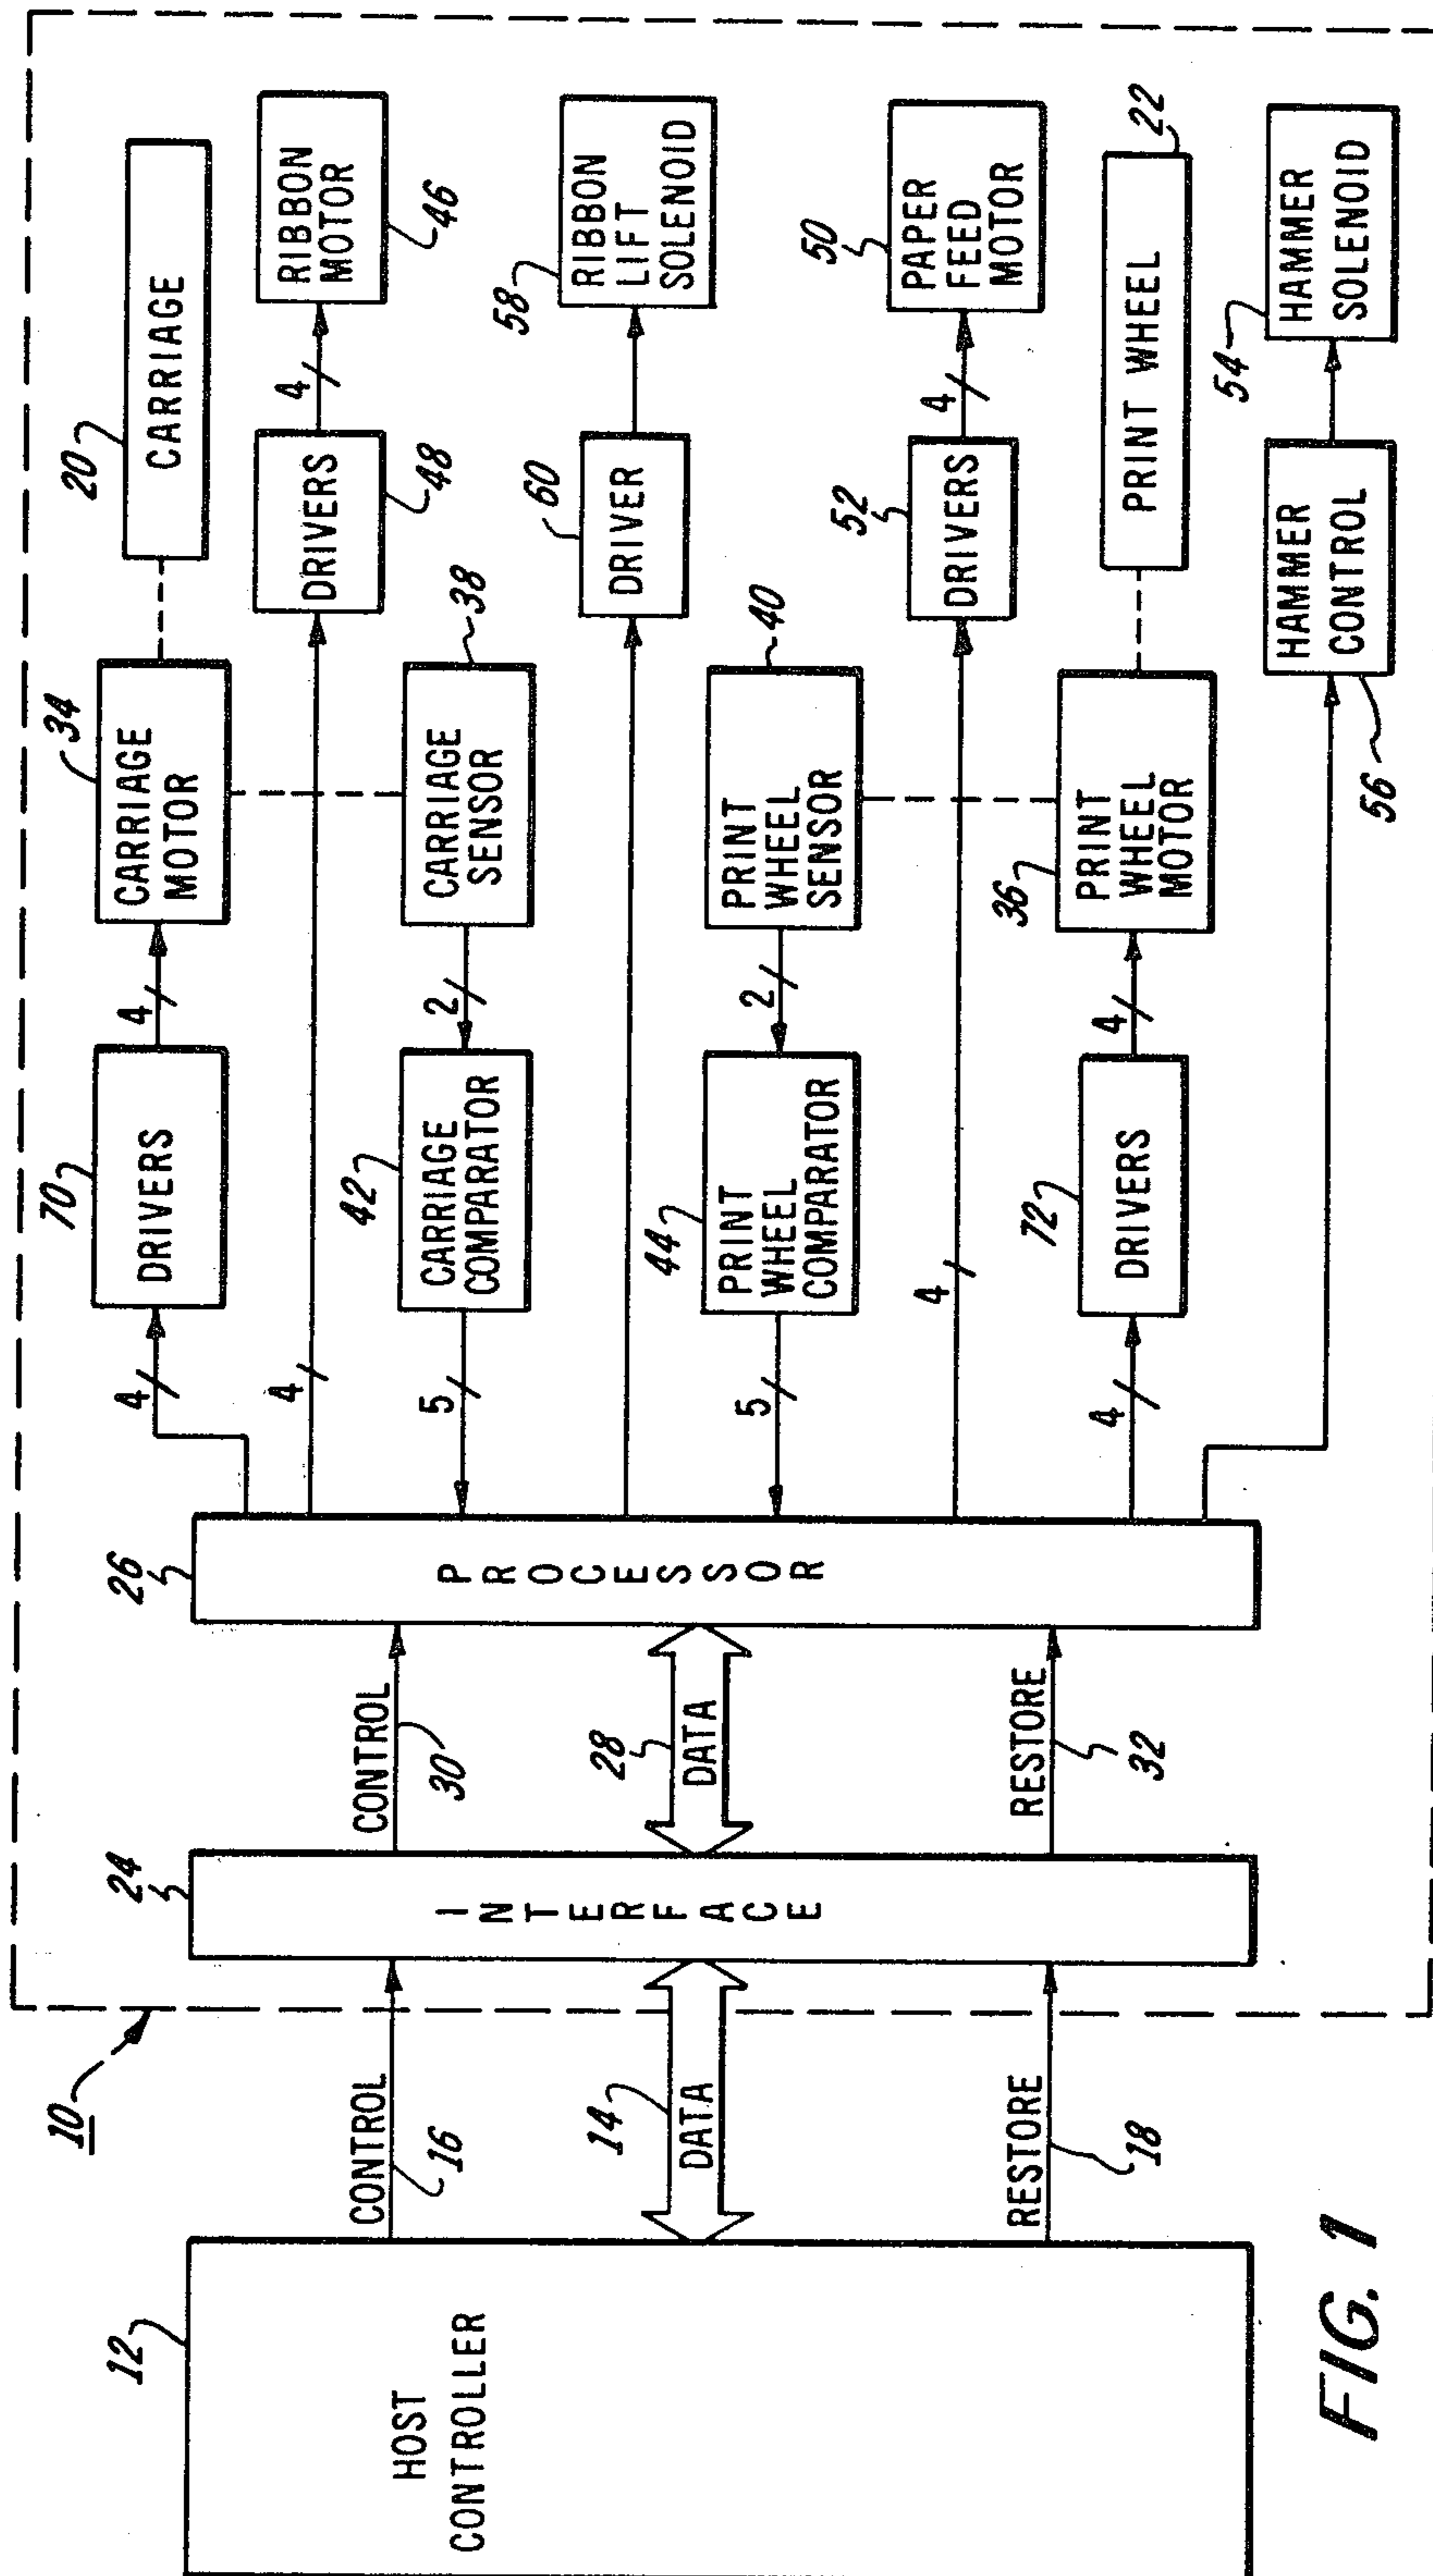 10
12
HOST
CONTROLLER
CONTROL
16
14
DATA
RESTORE
18
24
INTERFACE
CONTROL
30
28
DATA
RESTORE
32
26
PROCESSOR
4
70
DRIVERS
4
34
CARRIAGE
MOTOR
20
CARRIAGE
4
DRIVERS
48
4
RIBBON
MOTOR
46
5
42
CARRIAGE
COMPARATOR
2
CARRIAGE
SENSOR
38
60
DRIVER
58
RIBBON
LIFT
SOLENOID
5
44
PRINT
WHEEL
COMPARATOR
2
PRINT
WHEEL
SENSOR
40
4
52
DRIVERS
4
50
PAPER
FEED
MOTOR
4
72
DRIVERS
4
36
PRINT
WHEEL
MOTOR
PRINT WHEEL
22
HAMMER
CONTROL
56
54
HAMMER
SOLENOID
FIG. 1